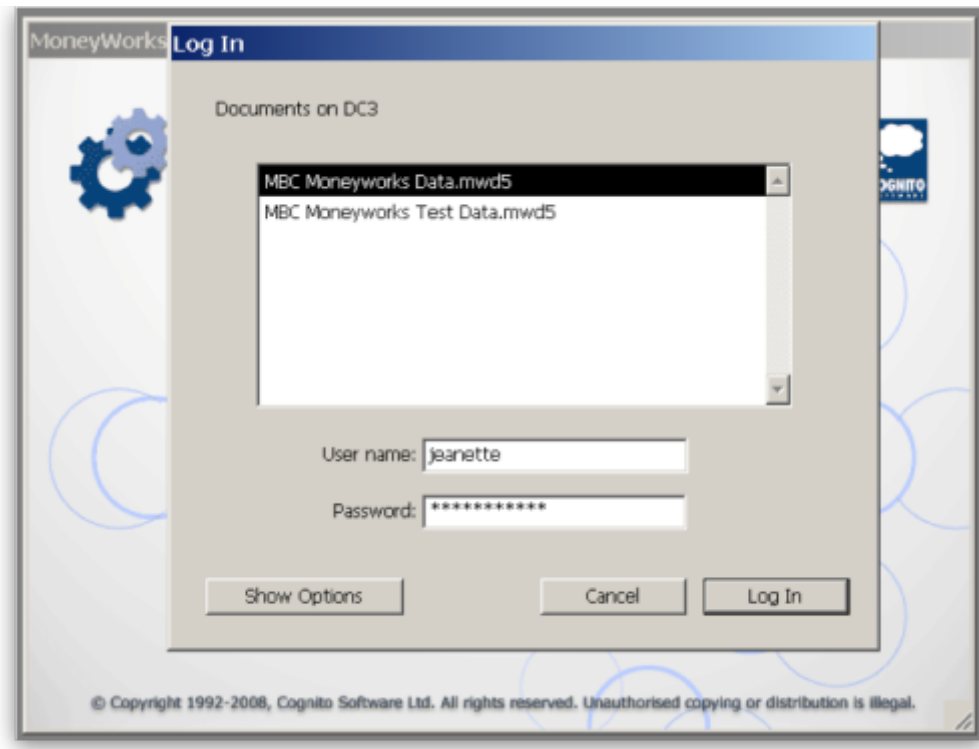 MoneyWorks
Log In
Documents on DC3
MBC Moneyworks Data.mwd5
MBC Moneyworks Test Data.mwd5
User name: jeanette
Password: ***********
Show Options Cancel Log In
© Copyright 1992-2008, Cognito Software Ltd. All rights reserved. Unauthorised copying or distribution is illegal.